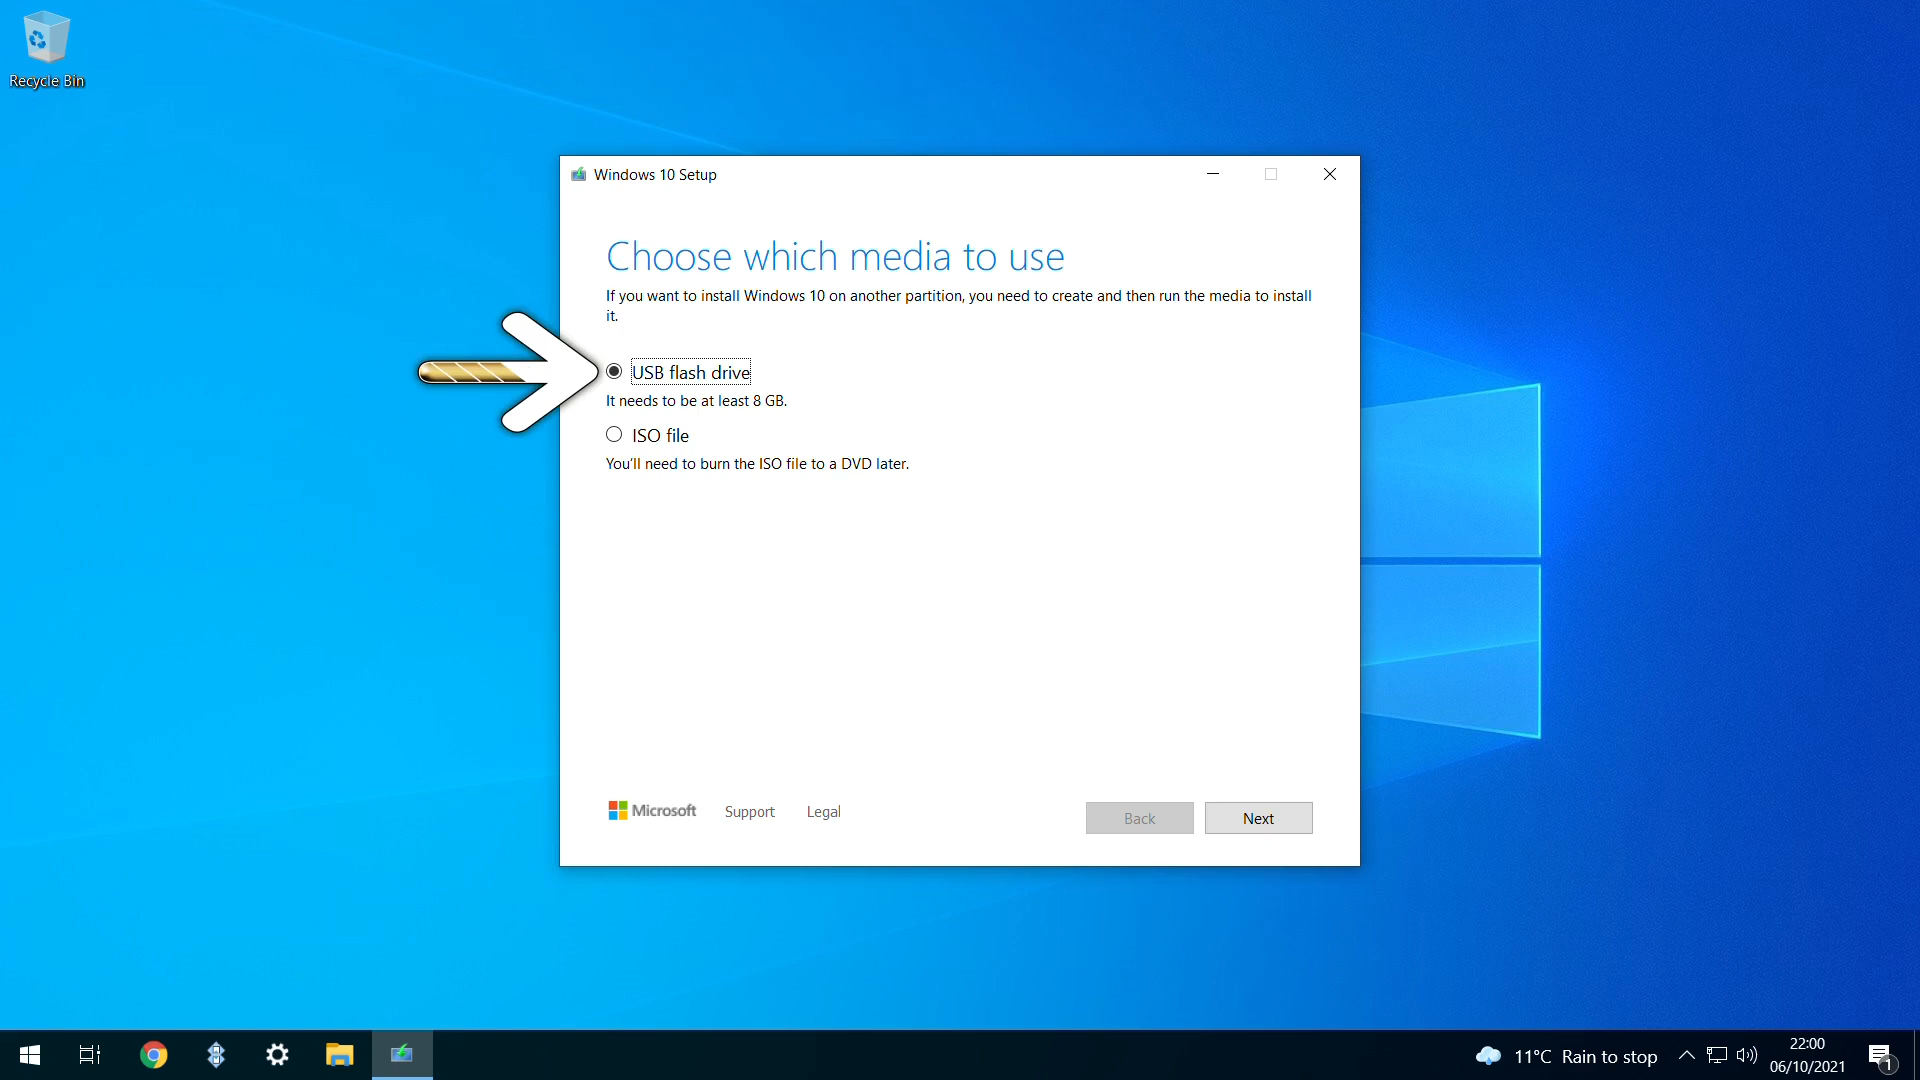 Recycle Bin
Windows 10 Setup
Choose which media to use
If you want to install Windows 10 on another partition, you need to create and then run the media to install
it.
USB flash drive
It needs to be at least 8 GB.
ISO file
You'll need to burn the ISO file to a DVD later.
Microsoft Support Legal
Back Next
11°C Rain to stop
22:00
06/10/2021
1